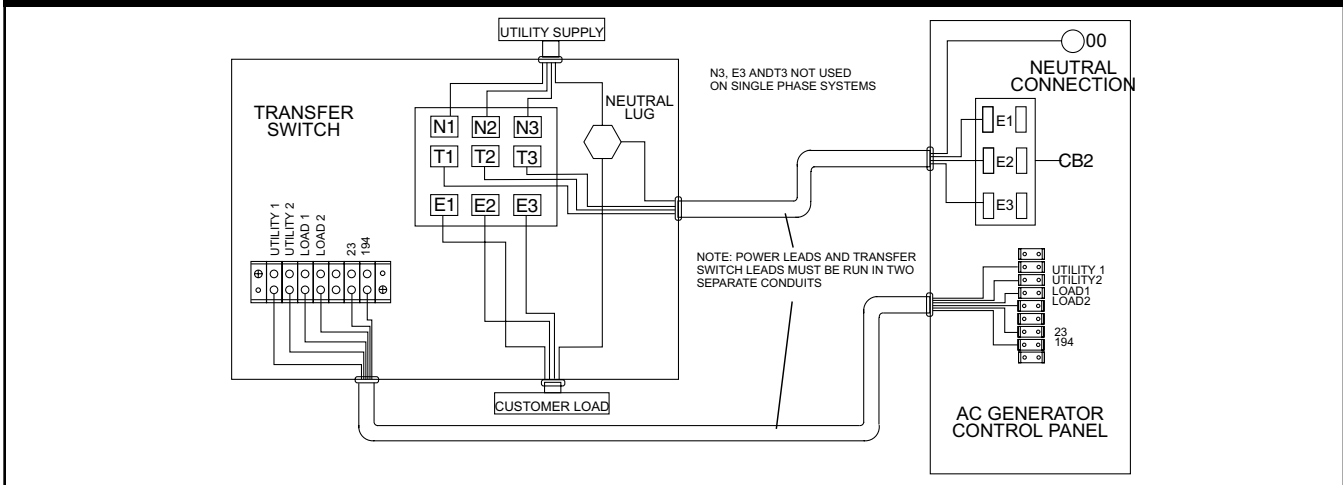 UTILITY SUPPLY
TRANSFER
SWITCH
N1 N2 N3
T1 T2 T3
E1 E2 E3
NEUTRAL
LUG
UTILITY 1
UTILITY 2
LOAD 1
LOAD 2
23
194
CUSTOMER LOAD
N3, E3 ANDT3 NOT USED
ON SINGLE PHASE SYSTEMS
NOTE: POWER LEADS AND TRANSFER
SWITCH LEADS MUST BE RUN IN TWO
SEPARATE CONDUITS
00
NEUTRAL
CONNECTION
E1
E2
E3
CB2
UTILITY 1
UTILITY2
LOAD1
LOAD2
23
194
AC GENERATOR
CONTROL PANEL